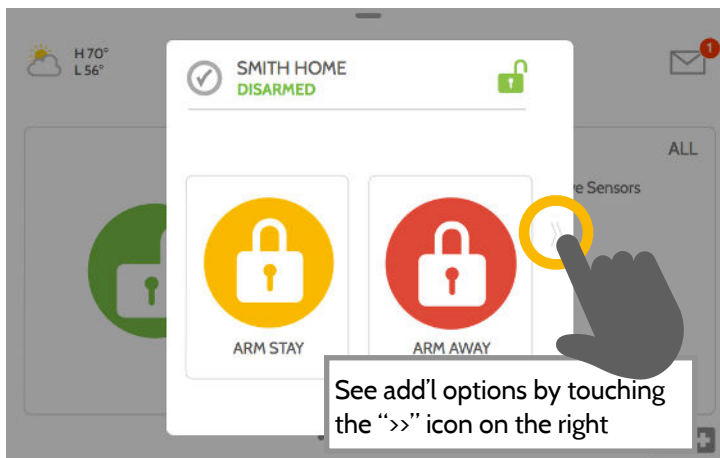 H 70°
L 56°
1
SMITH HOME
DISARMED
ALL
e Sensors
ARM STAY
ARM AWAY
See add’l options by touching
the “>>” icon on the right